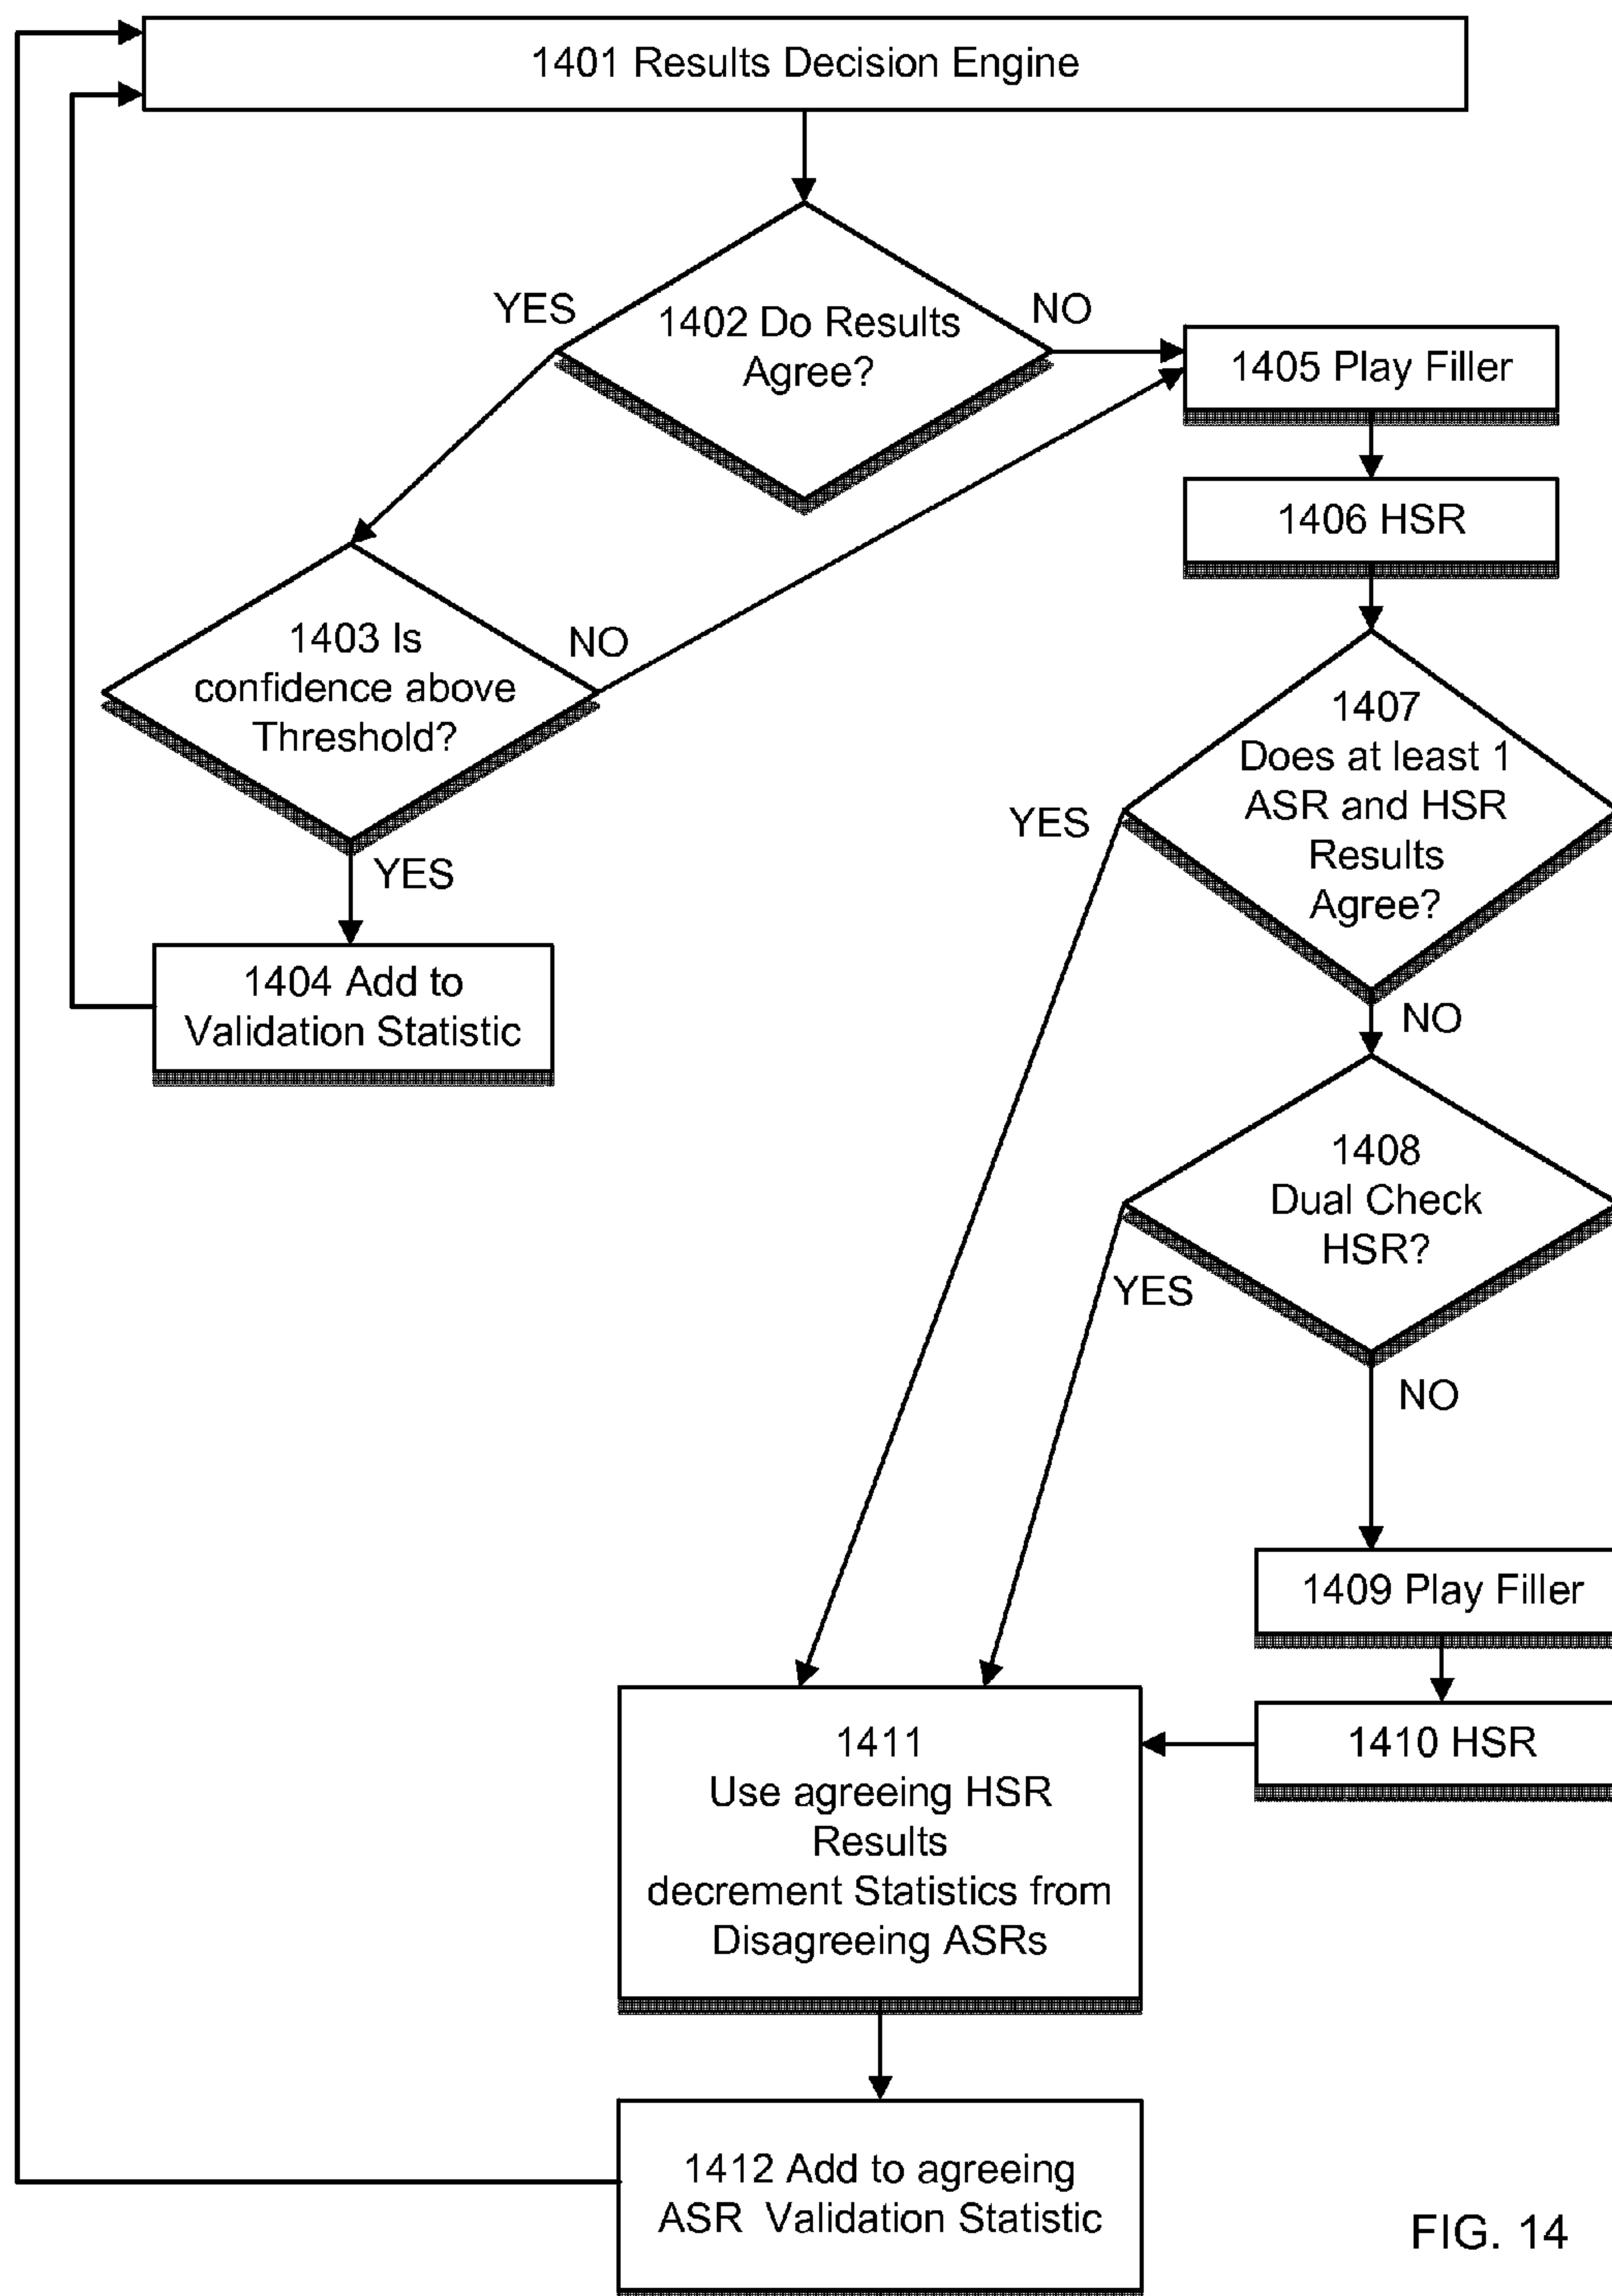 1401 Results Decision Engine
YES
1402 Do Results
Agree?
NO
1405 Play Filler
1406 HSR
1403 Is
confidence above
Threshold?
NO
YES
1404 Add to
Validation Statistic
1407
Does at least 1
ASR and HSR
Results
Agree?
YES
NO
1408
Dual Check
HSR?
YES
NO
1409 Play Filler
1410 HSR
1411
Use agreeing HSR
Results
decrement Statistics from
Disagreeing ASRs
1412 Add to agreeing
ASR Validation Statistic
FIG. 14